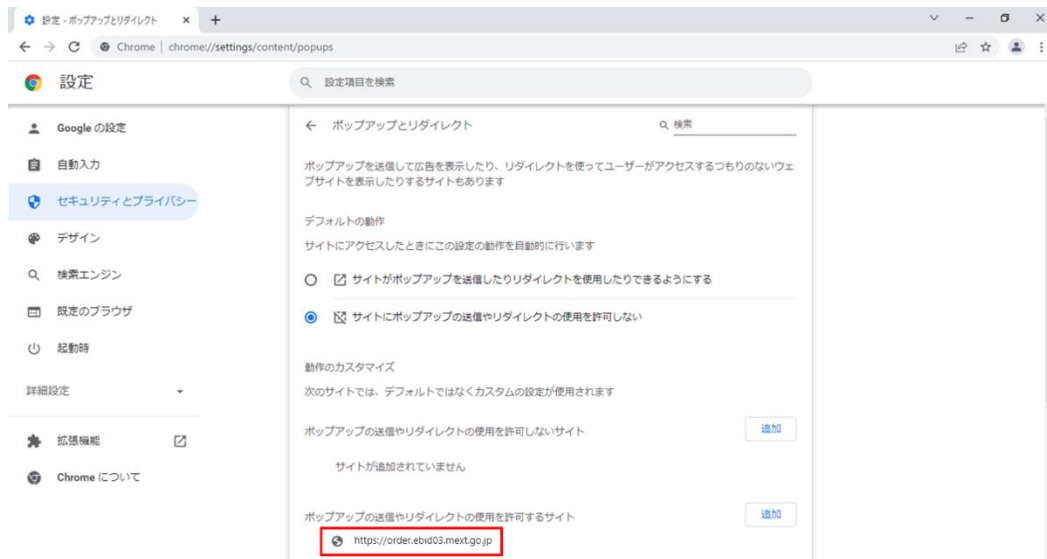 設定 - ポップアップとリダイレクト
Chrome | chrome://settings/content/popups
設定
設定項目を検索
Google の設定
自動入力
セキュリティとプライバシー
デザイン
検索エンジン
既定のブラウザ
起動時
詳細設定
拡張機能
Chrome について
ポップアップとリダイレクト
検索
ポップアップを送信して広告を表示したり、リダイレクトを使ってユーザーがアクセスするつもりのないウェ
ブサイトを表示したりするサイトもあります
デフォルトの動作
サイトにアクセスしたときにこの設定の動作を自動的に行います
サイトがポップアップを送信したりリダイレクトを使用したりできるようにする
サイトにポップアップの送信やリダイレクトの使用を許可しない
動作のカスタマイズ
次のサイトでは、デフォルトではなくカスタムの設定が使用されます
ポップアップの送信やリダイレクトの使用を許可しないサイト
追加
サイトが追加されていません
ポップアップの送信やリダイレクトの使用を許可するサイト
追加
https://order.ebid03.mext.go.jp